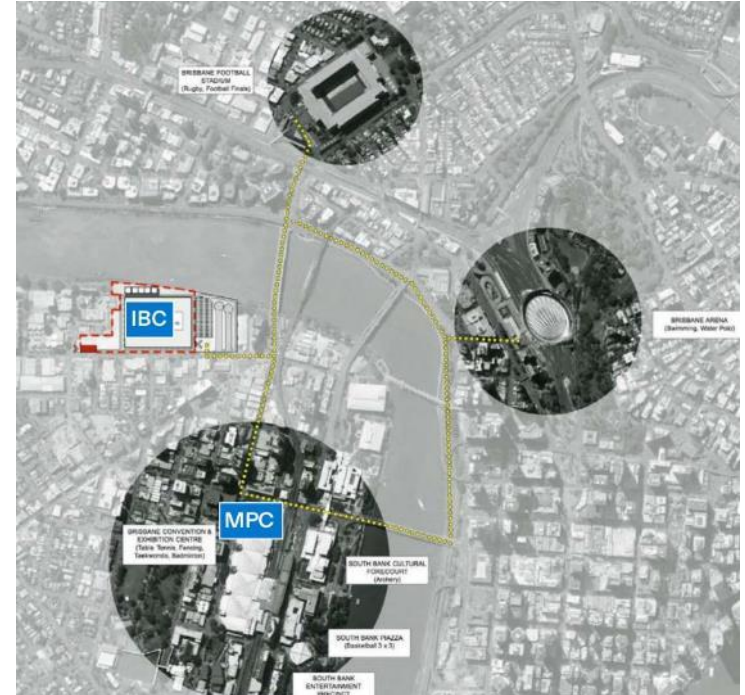 BRISBANE FOOTBALL
STADIUM
(Rugby, Football Finals)
IBC
BRISBANE ARENA
(Swimming, Water Polo)
MPC
BRISBANE CONVENTION &
EXHIBITION CENTRE
(Table Tennis, Fencing,
Taekwondo, Badminton)
SOUTH BANK CULTURAL
FORECOURT
(Archery)
SOUTH BANK PIAZZA
(Basketball 3 x 3)
SOUTH BANK
ENTERTAINMENT
PRECINCT